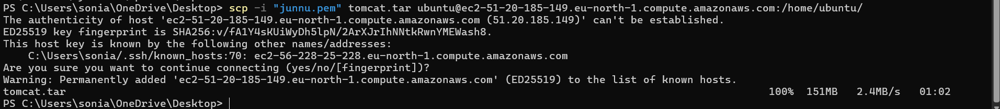 PS C:\Users\sonia\OneDrive\Desktop> scp -i "junnu.pem" tomcat.tar ubuntu@ec2-51-20-185-149.eu-north-1.compute.amazonaws.com:/home/ubuntu/
The authenticity of host 'ec2-51-20-185-149.eu-north-1.compute.amazonaws.com (51.20.185.149)' can't be established.
ED25519 key fingerprint is SHA256:v/fA1Y4sKUiWyDh5lpN/2ArXJrIhNNtkRwnYMEWash8.
This host key is known by the following other names/addresses:
    C:\Users\sonia/.ssh/known_hosts:70: ec2-56-228-25-228.eu-north-1.compute.amazonaws.com
Are you sure you want to continue connecting (yes/no/[fingerprint])?
Warning: Permanently added 'ec2-51-20-185-149.eu-north-1.compute.amazonaws.com' (ED25519) to the list of known hosts.
tomcat.tar 100% 151MB 2.4MB/s 01:02
PS C:\Users\sonia\OneDrive\Desktop>